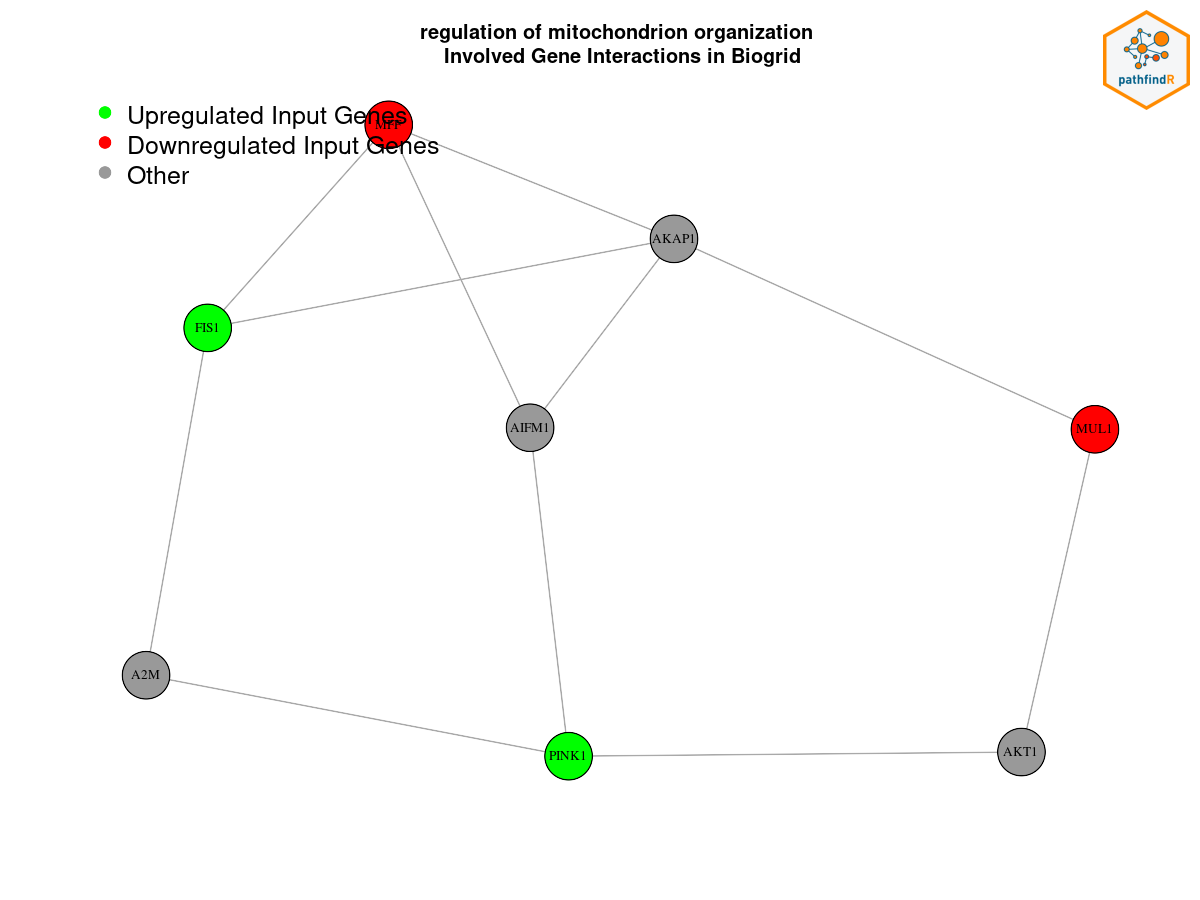 regulation of mitochondrion organization
Involved Gene Interactions in Biogrid
pathfindR
Upregulated Input Genes
Downregulated Input Genes
Other
MFF
AKAP1
FIS1
AIFM1
MUL1
A2M
PINK1
AKT1